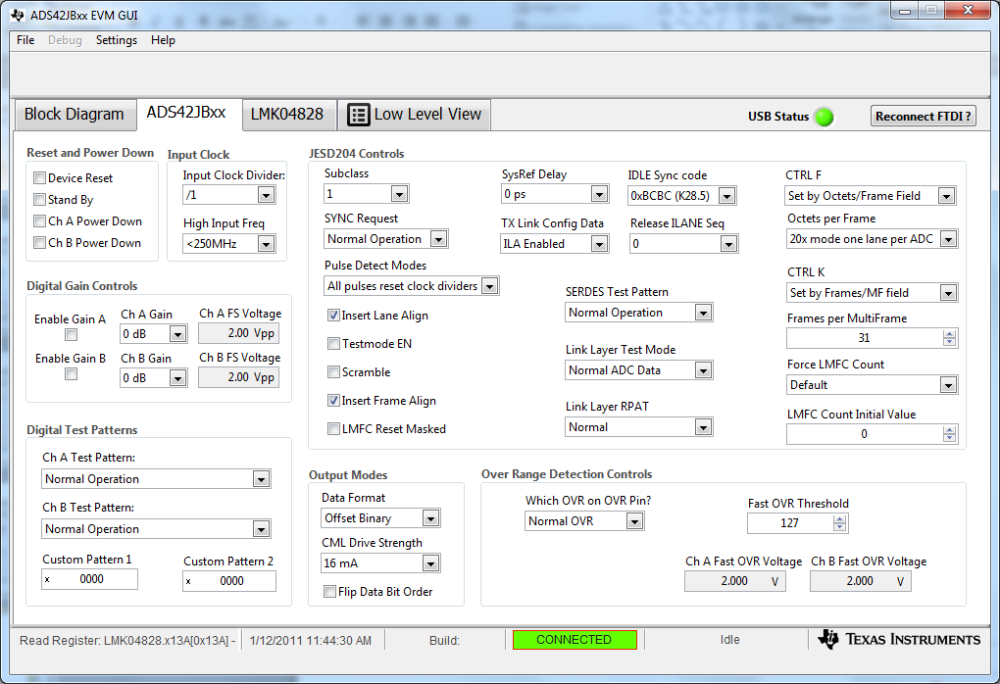 ADS42JBxx EVM GUI
File Debug Settings Help
Block Diagram ADS42JBxx LMK04828 Low Level View
USB Status Reconnect FTDI ?
Reset and Power Down
Device Reset
Stand By
Ch A Power Down
Ch B Power Down
Input Clock
Input Clock Divider:
/1
High Input Freq
<250MHz
Digital Gain Controls
Enable Gain A
Ch A Gain
0 dB
Ch A FS Voltage
2.00 Vpp
Enable Gain B
Ch B Gain
0 dB
Ch B FS Voltage
2.00 Vpp
Digital Test Patterns
Ch A Test Pattern:
Normal Operation
Ch B Test Pattern:
Normal Operation
Custom Pattern 1
x 0000
Custom Pattern 2
x 0000
JESD204 Controls
Subclass
1
SYNC Request
Normal Operation
Pulse Detect Modes
All pulses reset clock dividers
Insert Lane Align
Testmode EN
Scramble
Insert Frame Align
LMFC Reset Masked
SysRef Delay
0 ps
TX Link Config Data
ILA Enabled
IDLE Sync code
0xBCBC (K28.5)
Release ILANE Seq
0
SERDES Test Pattern
Normal Operation
Link Layer Test Mode
Normal ADC Data
Link Layer RPAT
Normal
CTRL F
Set by Octets/Frame Field
Octets per Frame
20x mode one lane per ADC
CTRL K
Set by Frames/MF field
Frames per MultiFrame
31
Force LMFC Count
Default
LMFC Count Initial Value
0
Output Modes
Data Format
Offset Binary
CML Drive Strength
16 mA
Flip Data Bit Order
Over Range Detection Controls
Which OVR on OVR Pin?
Normal OVR
Fast OVR Threshold
127
Ch A Fast OVR Voltage
2.000 V
Ch B Fast OVR Voltage
2.000 V
Read Register: LMK04828.x13A[0x13A] - 1/12/2011 11:44:30 AM Build: CONNECTED Idle TEXAS INSTRUMENTS